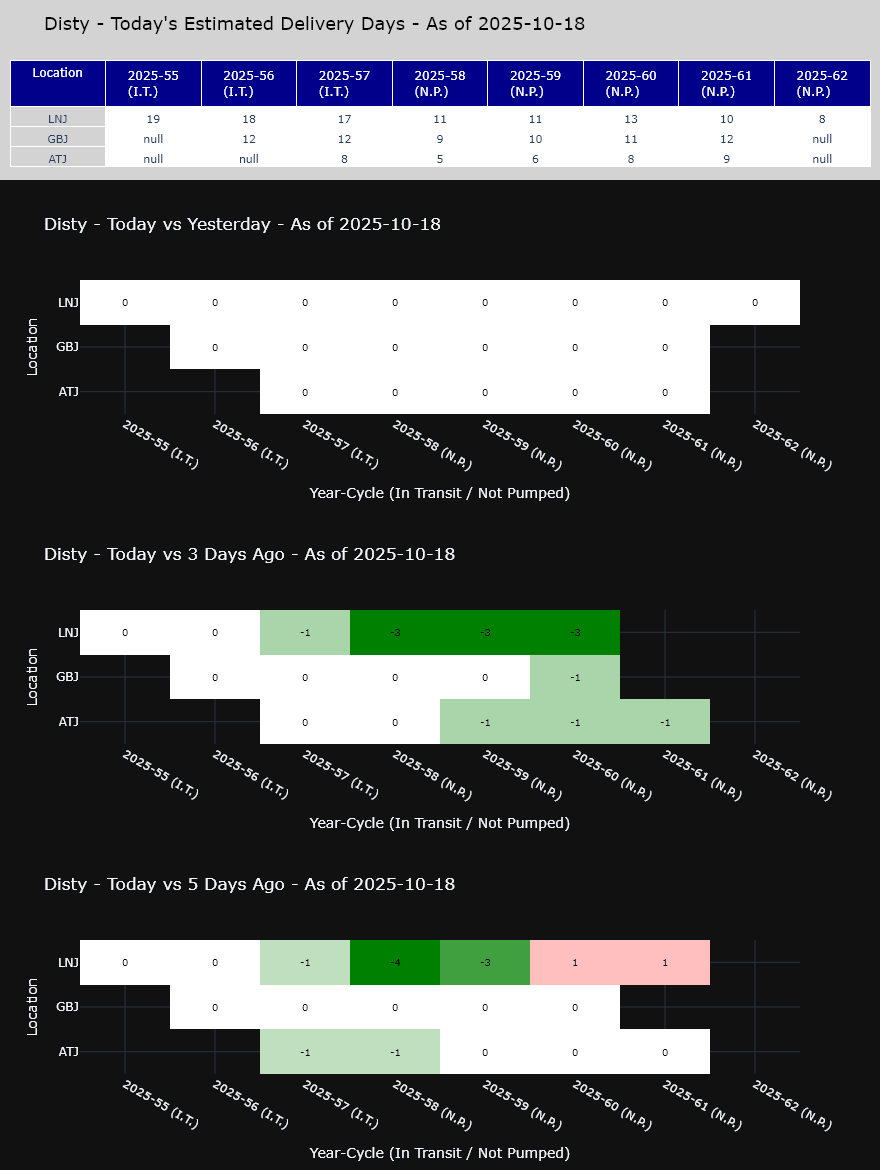 Disty - Today's Estimated Delivery Days - As of 2025-10-18
Location 2025-55 (I.T.) 2025-56 (I.T.) 2025-57 (I.T.) 2025-58 (N.P.) 2025-59 (N.P.) 2025-60 (N.P.) 2025-61 (N.P.) 2025-62 (N.P.)
LNJ 19 18 17 11 11 13 10 8
GBJ null 12 12 9 10 11 12 null
ATJ null null 8 5 6 8 9 null
Disty - Today vs Yesterday - As of 2025-10-18
Location
LNJ 0 0 0 0 0 0 0 0
GBJ 0 0 0 0 0 0
ATJ 0 0 0 0 0
2025-55 (I.T.) 2025-56 (I.T.) 2025-57 (I.T.) 2025-58 (N.P.) 2025-59 (N.P.) 2025-60 (N.P.) 2025-61 (N.P.) 2025-62 (N.P.)
Year-Cycle (In Transit / Not Pumped)
Disty - Today vs 3 Days Ago - As of 2025-10-18
Location
LNJ 0 0 -1 -3 -3 -3
GBJ 0 0 0 0 -1
ATJ 0 0 -1 -1 -1
2025-55 (I.T.) 2025-56 (I.T.) 2025-57 (I.T.) 2025-58 (N.P.) 2025-59 (N.P.) 2025-60 (N.P.) 2025-61 (N.P.) 2025-62 (N.P.)
Year-Cycle (In Transit / Not Pumped)
Disty - Today vs 5 Days Ago - As of 2025-10-18
Location
LNJ 0 0 -1 -4 -3 1 1
GBJ 0 0 0 0 0
ATJ -1 -1 0 0 0
2025-55 (I.T.) 2025-56 (I.T.) 2025-57 (I.T.) 2025-58 (N.P.) 2025-59 (N.P.) 2025-60 (N.P.) 2025-61 (N.P.) 2025-62 (N.P.)
Year-Cycle (In Transit / Not Pumped)